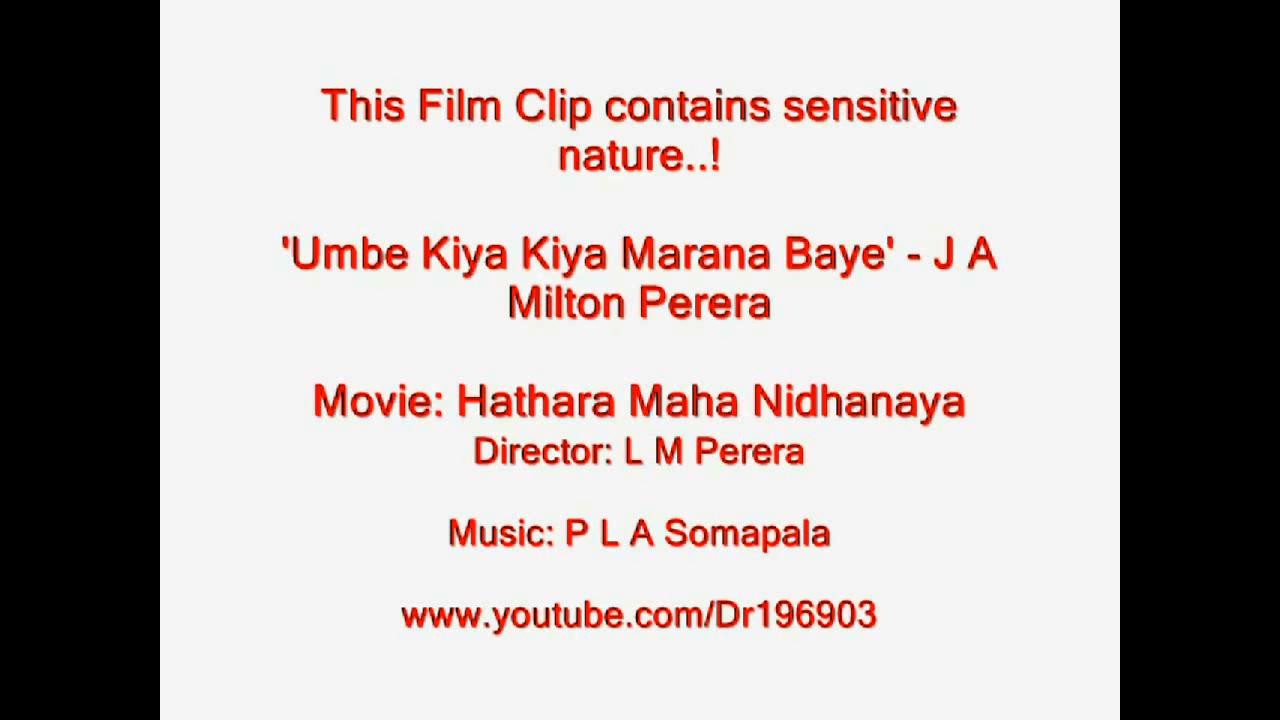 This Film Clip contains sensitive
nature..!
'Umbe Kiya Kiya Marana Baye' - J A
Milton Perera
Movie: Hathara Maha Nidhanaya
Director: L M Perera
Music: P L A Somapala
www.youtube.com/Dr196903